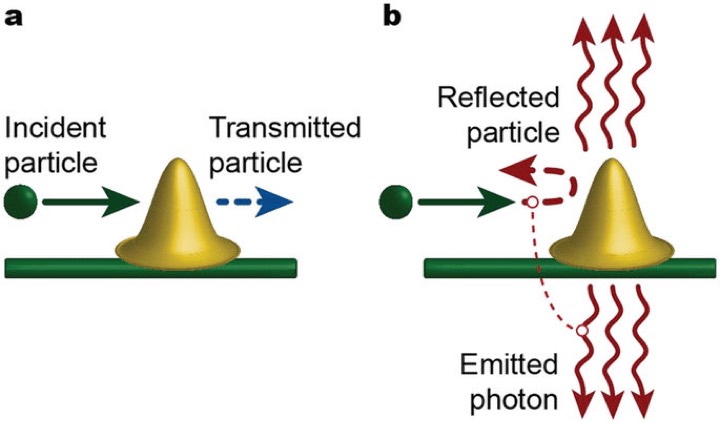 a
Incident
particle
Transmitted
particle
b
Reflected
particle
Emitted
photon